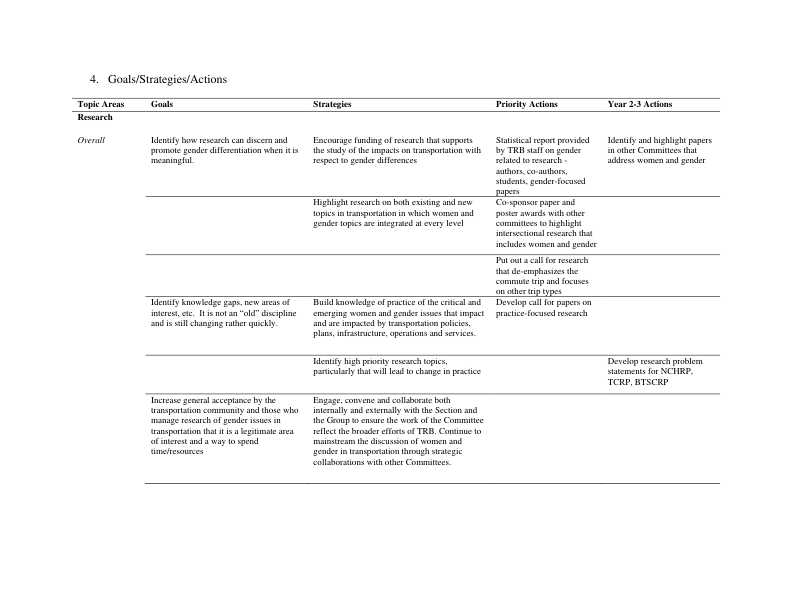 4. Goals/Strategies/Actions
Topic Areas Goals Strategies Priority Actions Year 2-3 Actions
Research
Overall
Identify how research can discern and
promote gender differentiation when it is
meaningful.
Encourage funding of research that supports
the study of the impacts on transportation with
respect to gender differences
Statistical report provided
by TRB staff on gender
related to research -
authors, co-authors,
students, gender-focused
papers
Identify and highlight papers
in other Committees that
address women and gender
Highlight research on both existing and new
topics in transportation in which women and
gender topics are integrated at every level
Co-sponsor paper and
poster awards with other
committees to highlight
intersectional research that
includes women and gender
Put out a call for research
that de-emphasizes the
commute trip and focuses
on other trip types
Identify knowledge gaps, new areas of
interest, etc. It is not an “old” discipline
and is still changing rather quickly.
Build knowledge of practice of the critical and
emerging women and gender issues that impact
and are impacted by transportation policies,
plans, infrastructure, operations and services.
Develop call for papers on
practice-focused research
Identify high priority research topics,
particularly that will lead to change in practice
Develop research problem
statements for NCHRP,
TCRP, BTSCRP
Increase general acceptance by the
transportation community and those who
manage research of gender issues in
transportation that it is a legitimate area
of interest and a way to spend
time/resources
Engage, convene and collaborate both
internally and externally with the Section and
the Group to ensure the work of the Committee
reflect the broader efforts of TRB. Continue to
mainstream the discussion of women and
gender in transportation through strategic
collaborations with other Committees.